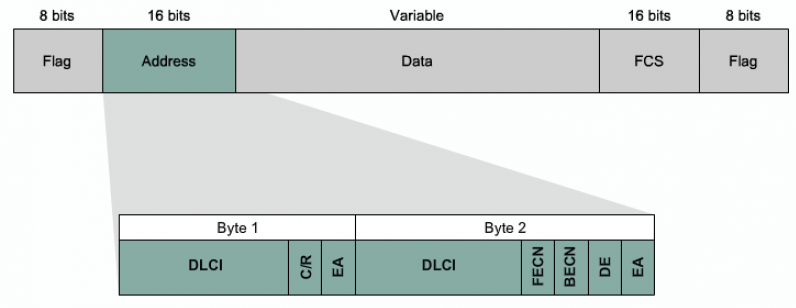 8 bits 16 bits Variable 16 bits 8 bits
Flag Address Data FCS Flag
Byte 1 Byte 2
DLCI C/R EA DLCI FECN BECN DE EA